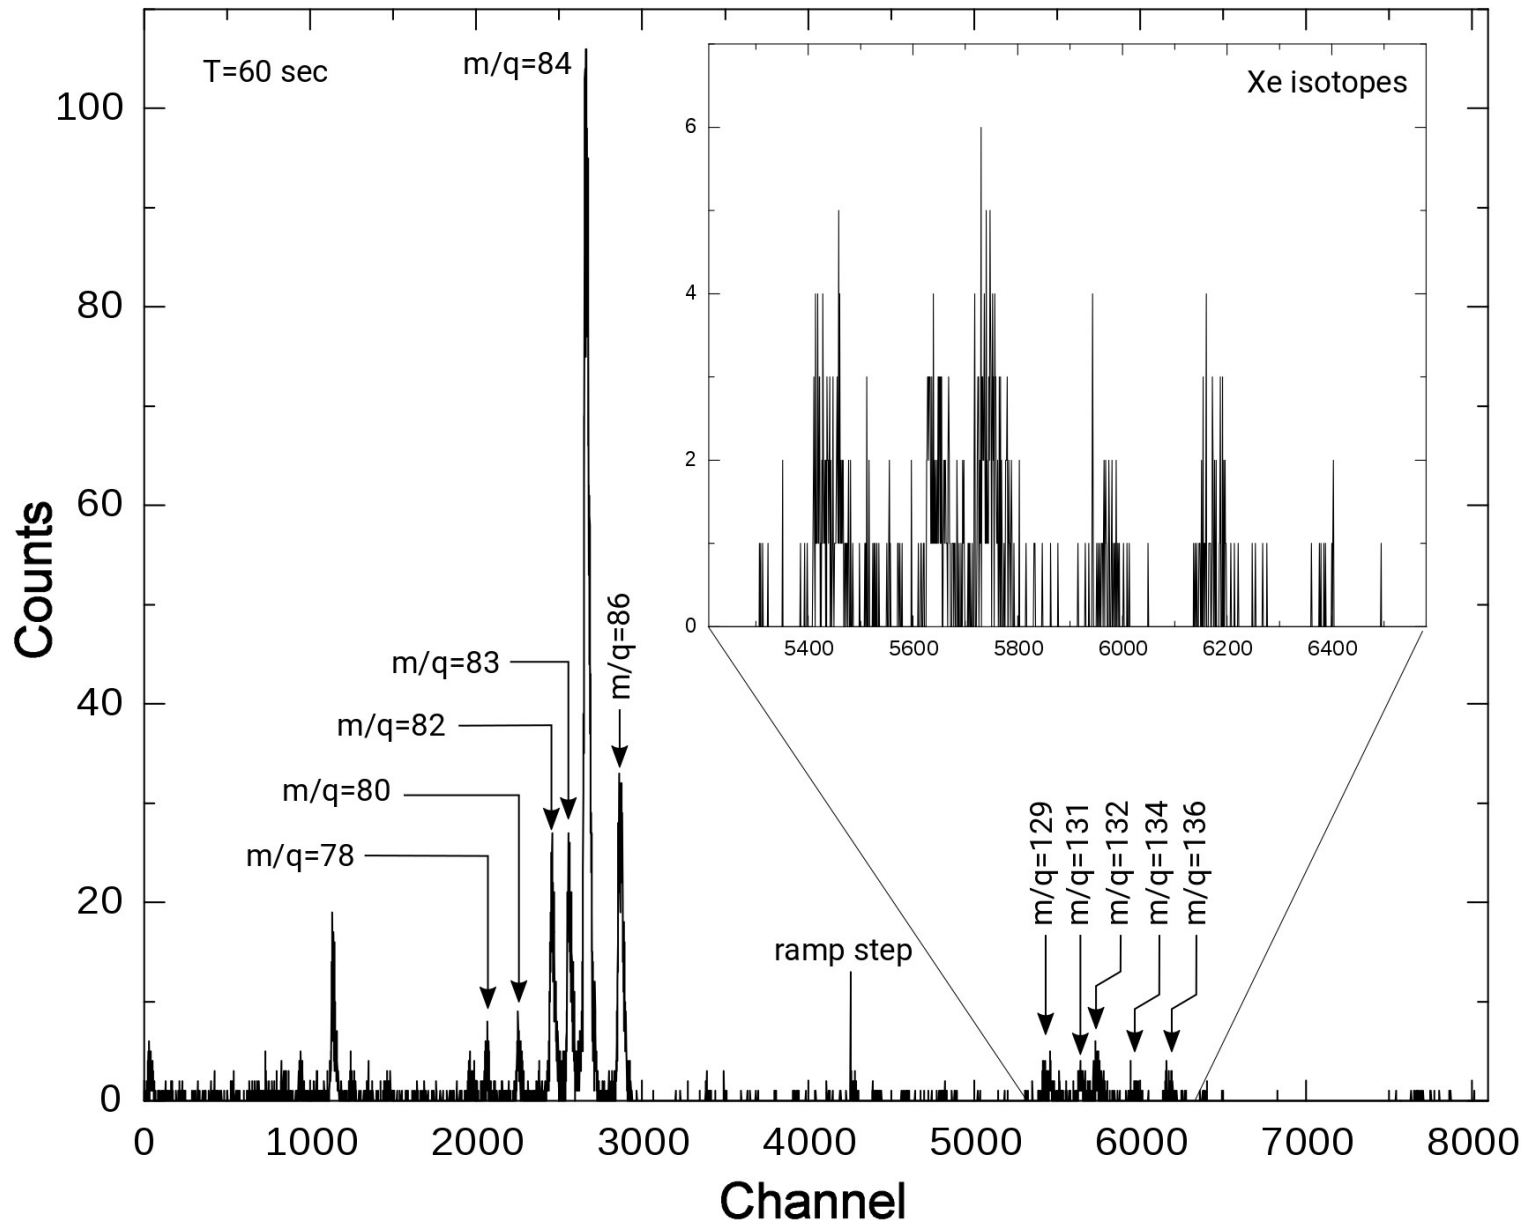 T=60 sec
m/q=84
Xe isotopes
100
80
60
40
20
0
Counts
6
4
2
0
5400 5600 5800 6000 6200 6400
m/q=86
m/q=83
m/q=82
m/q=80
m/q=78
ramp step
m/q=129
m/q=131
m/q=132
m/q=134
m/q=136
0 1000 2000 3000 4000 5000 6000 7000 8000
Channel